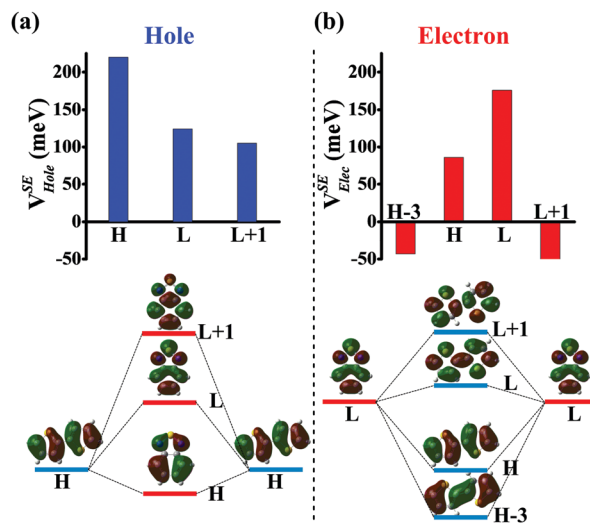 (a)
Hole
V^SE_Hole (meV)
200
150
100
50
0
-50
H
L
L+1
L+1
L
H
H
H
(b)
Electron
V^SE_Elec (meV)
200
150
100
50
0
-50
H-3
H
L
L+1
L+1
L
L
L
H
H-3